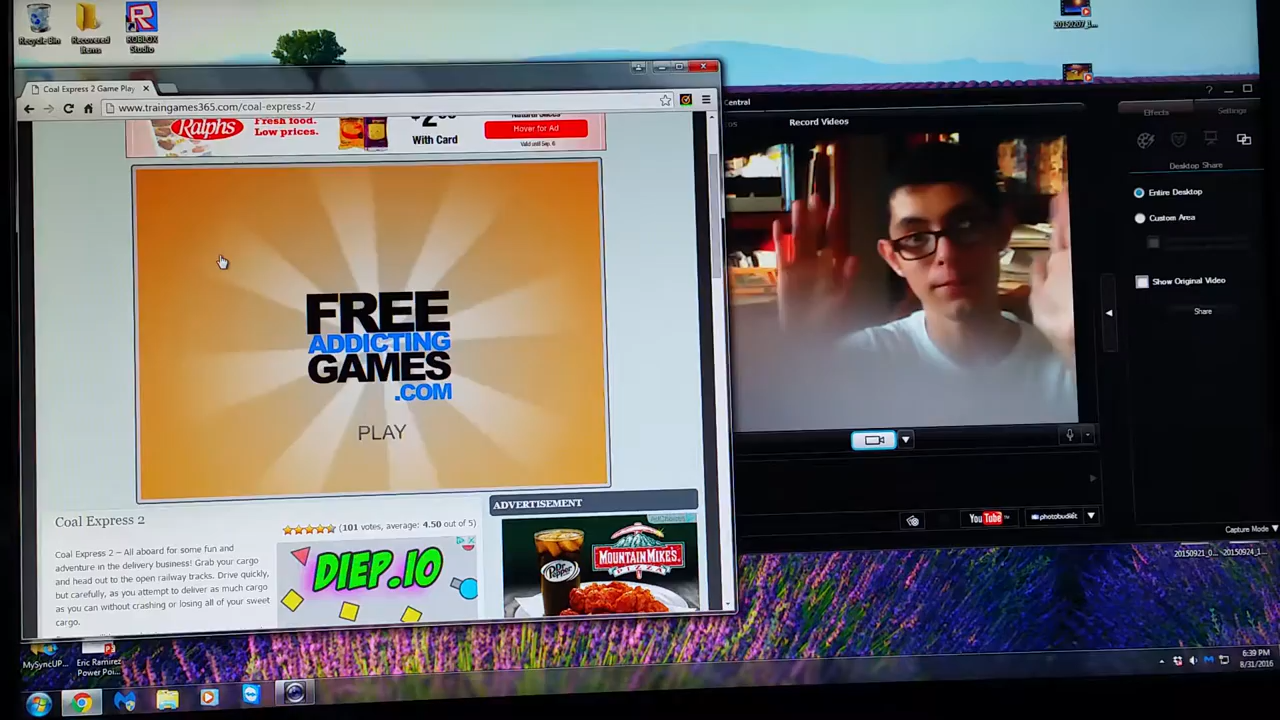 Recycle Bin
Recovered Items
ROBLOX Studio
Coal Express 2 Game Play
www.traingames365.com/coal-express-2/
Ralphs
Fresh food.
Low prices.
With Card
Hover for Ad
FREE
ADDICTING
GAMES
.COM
PLAY
Coal Express 2
(101 votes, average: 4.50 out of 5)
Coal Express 2 – All aboard for some fun and
adventure in the delivery business! Grab your cargo
and head out to the open railway tracks. Drive quickly,
but carefully, as you attempt to deliver as much cargo
as you can without crashing or losing all of your sweet
cargo.
DIEP.IO
ADVERTISEMENT
AdChoices
Dr Pepper
MOUNTAIN MIKE'S
PIZZA
Central
Record Videos
Effects
Settings
Desktop Share
Entire Desktop
Custom Area
Show Original Video
Share
YouTube
photobucket
Capture Mode
MySyncUP...
Eric Ramirez
Power Poi...
6:39 PM
8/31/2016